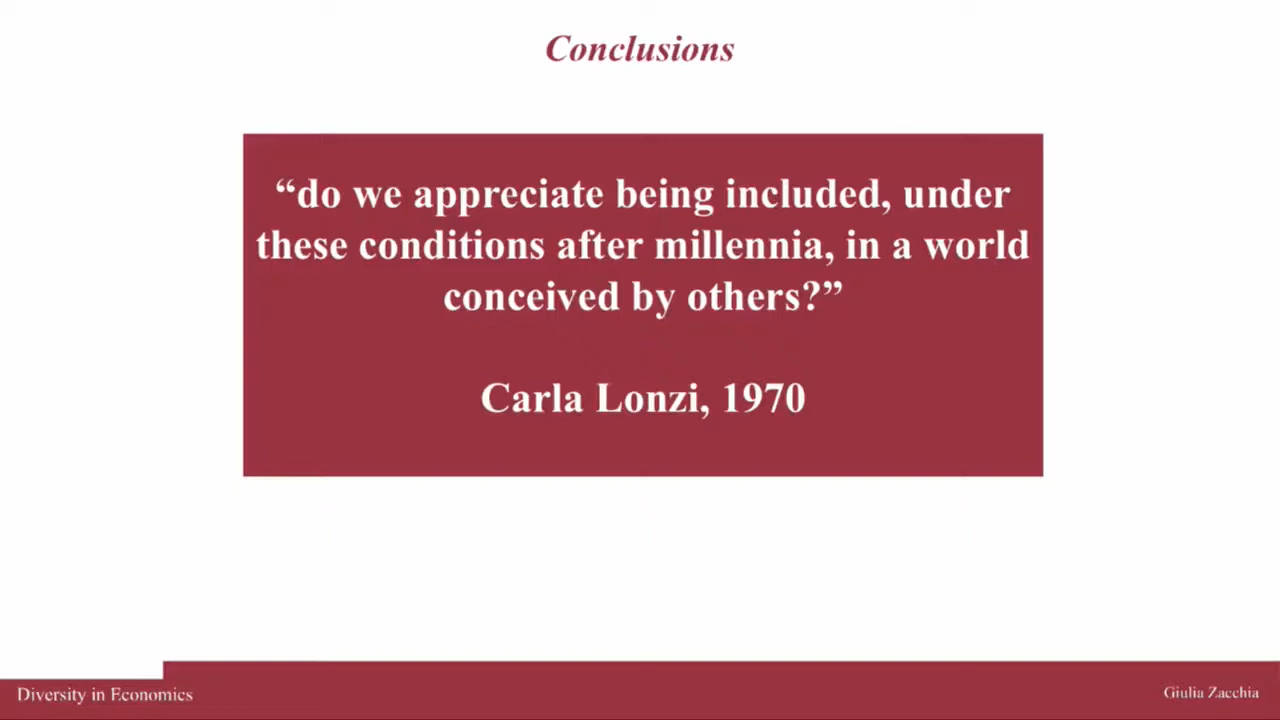 Conclusions
“do we appreciate being included, under
these conditions after millennia, in a world
conceived by others?”
Carla Lonzi, 1970
Diversity in Economics
Giulia Zacchia